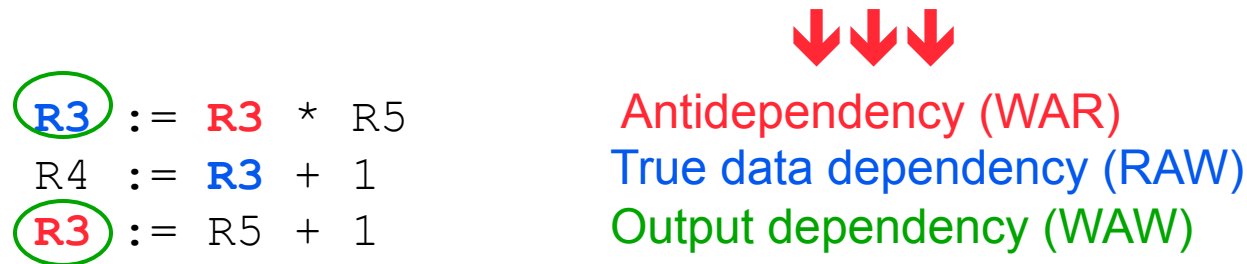 R3 := R3 * R5 Antidependency (WAR)
R4 := R3 + 1 True data dependency (RAW)
R3 := R5 + 1 Output dependency (WAW)